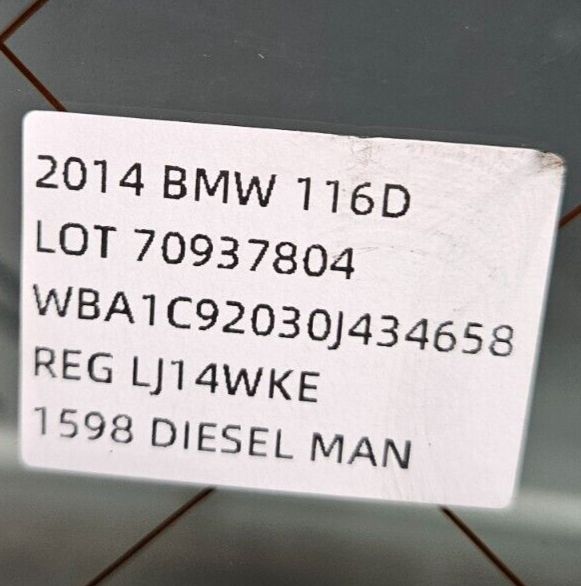 2014 BMW 116D
LOT 70937804
WBA1C92030J434658
REG LJ14WKE
1598 DIESEL MAN